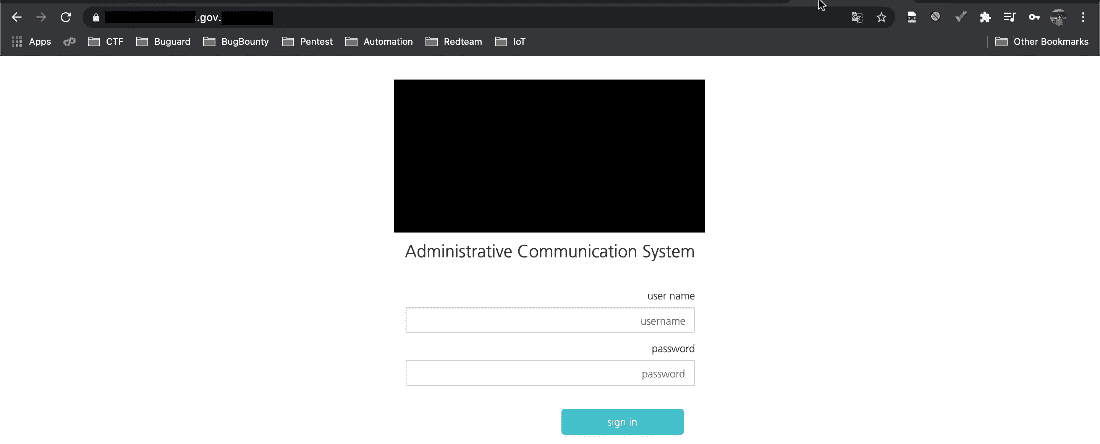 .gov.
Apps CTF Buguard BugBounty Pentest Automation Redteam IoT Other Bookmarks
Administrative Communication System
user name
username
password
password
sign in